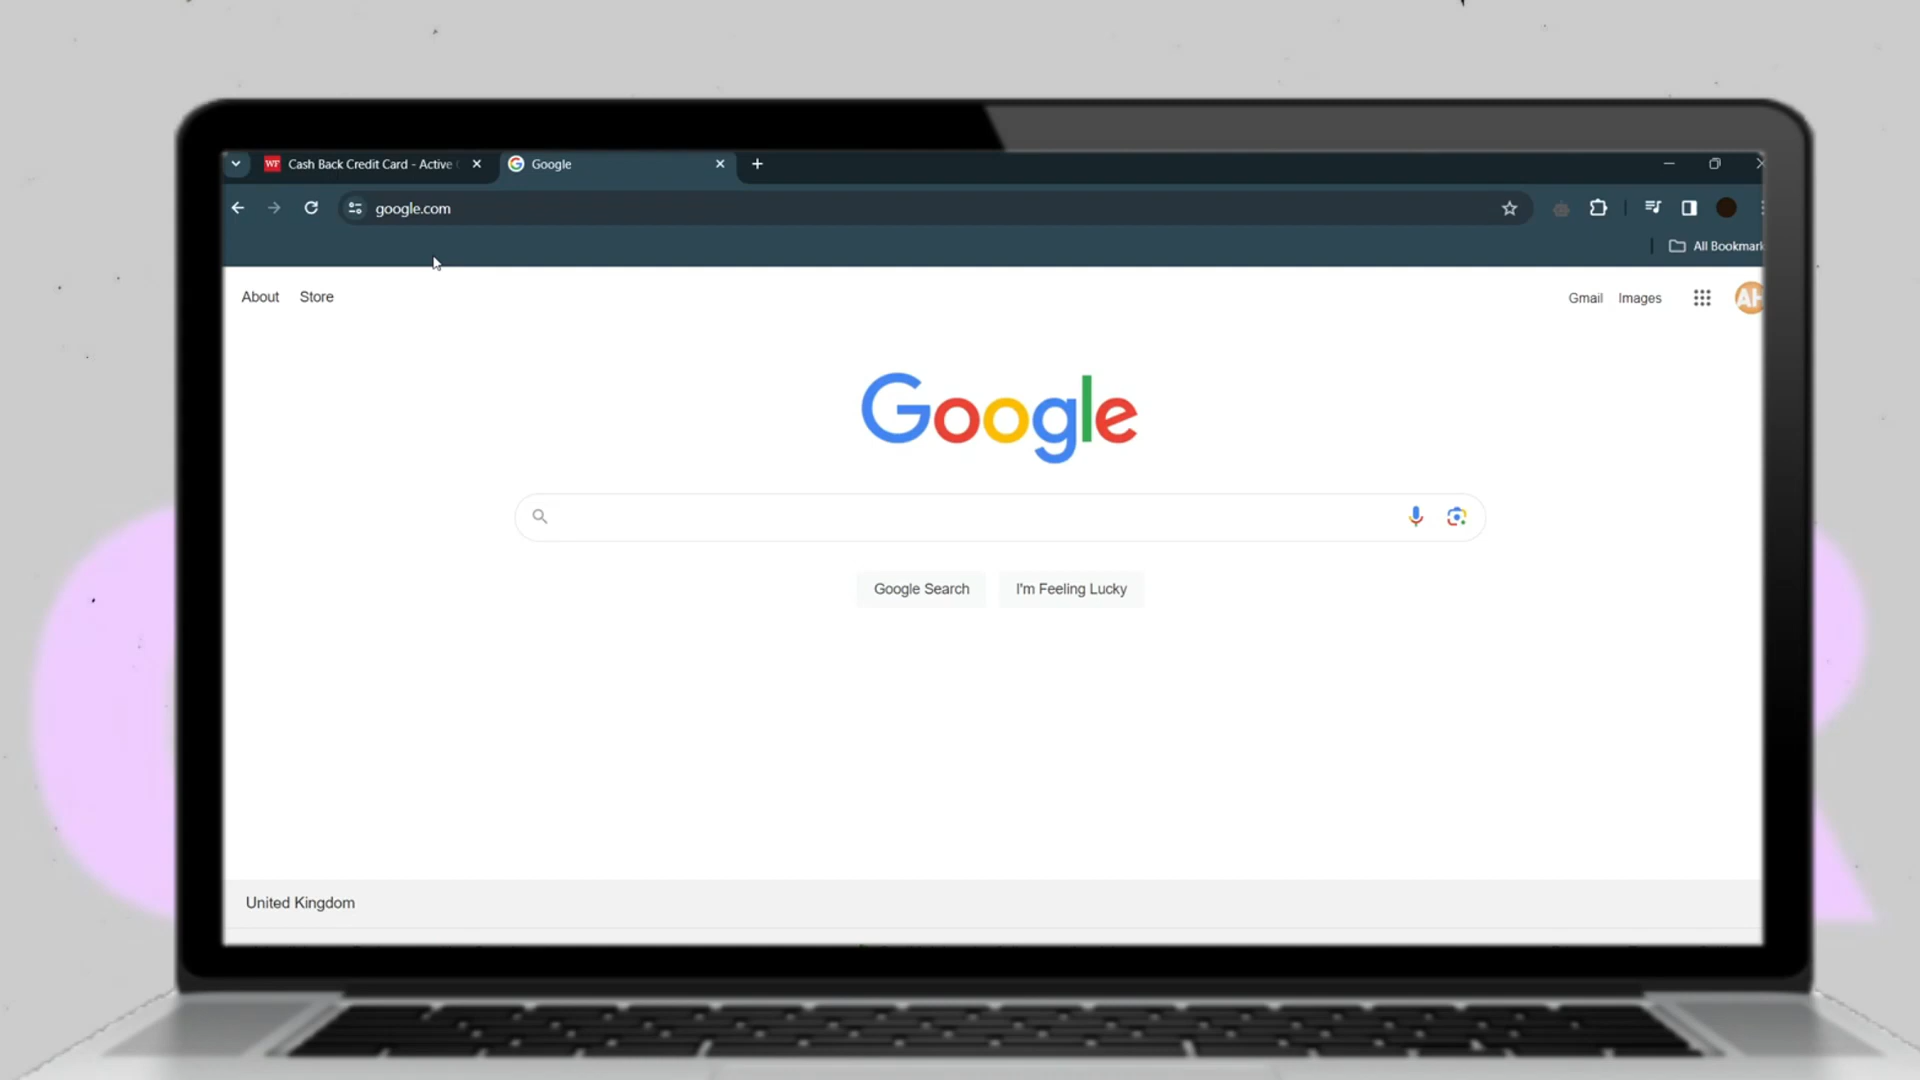 WF Cash Back Credit Card - Active
Google
google.com
All Bookmark
About Store
Gmail Images
AH
Google
Google Search I'm Feeling Lucky
United Kingdom